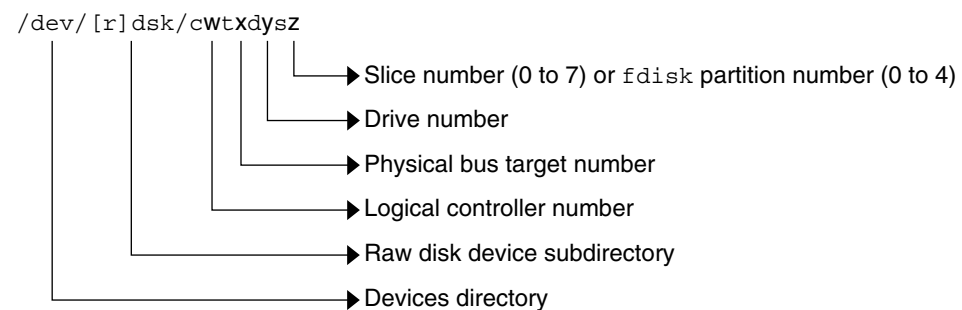 /dev/[r]dsk/cwtxdysz
Slice number (0 to 7) or fdisk partition number (0 to 4)
Drive number
Physical bus target number
Logical controller number
Raw disk device subdirectory
Devices directory